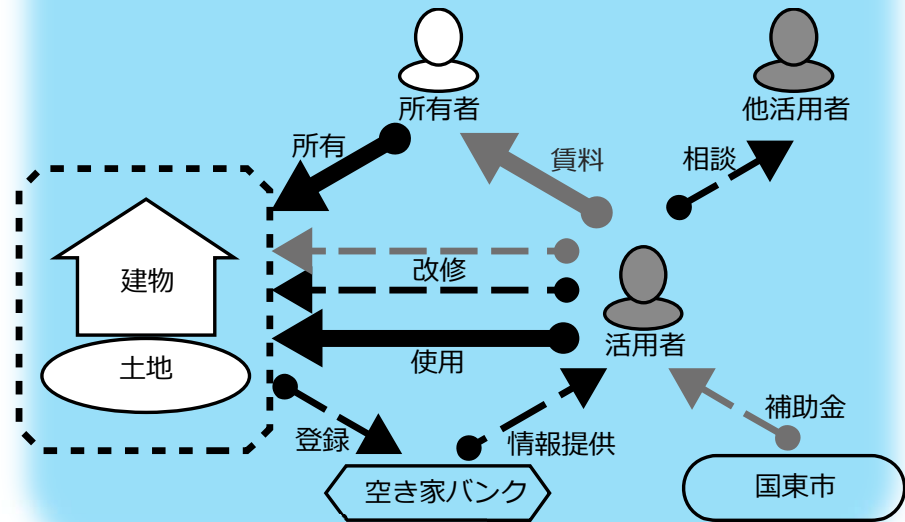 所有者
他活用者
所有
賃料
相談
建物
改修
土地
使用
活用者
登録
情報提供
補助金
空き家バンク
国東市